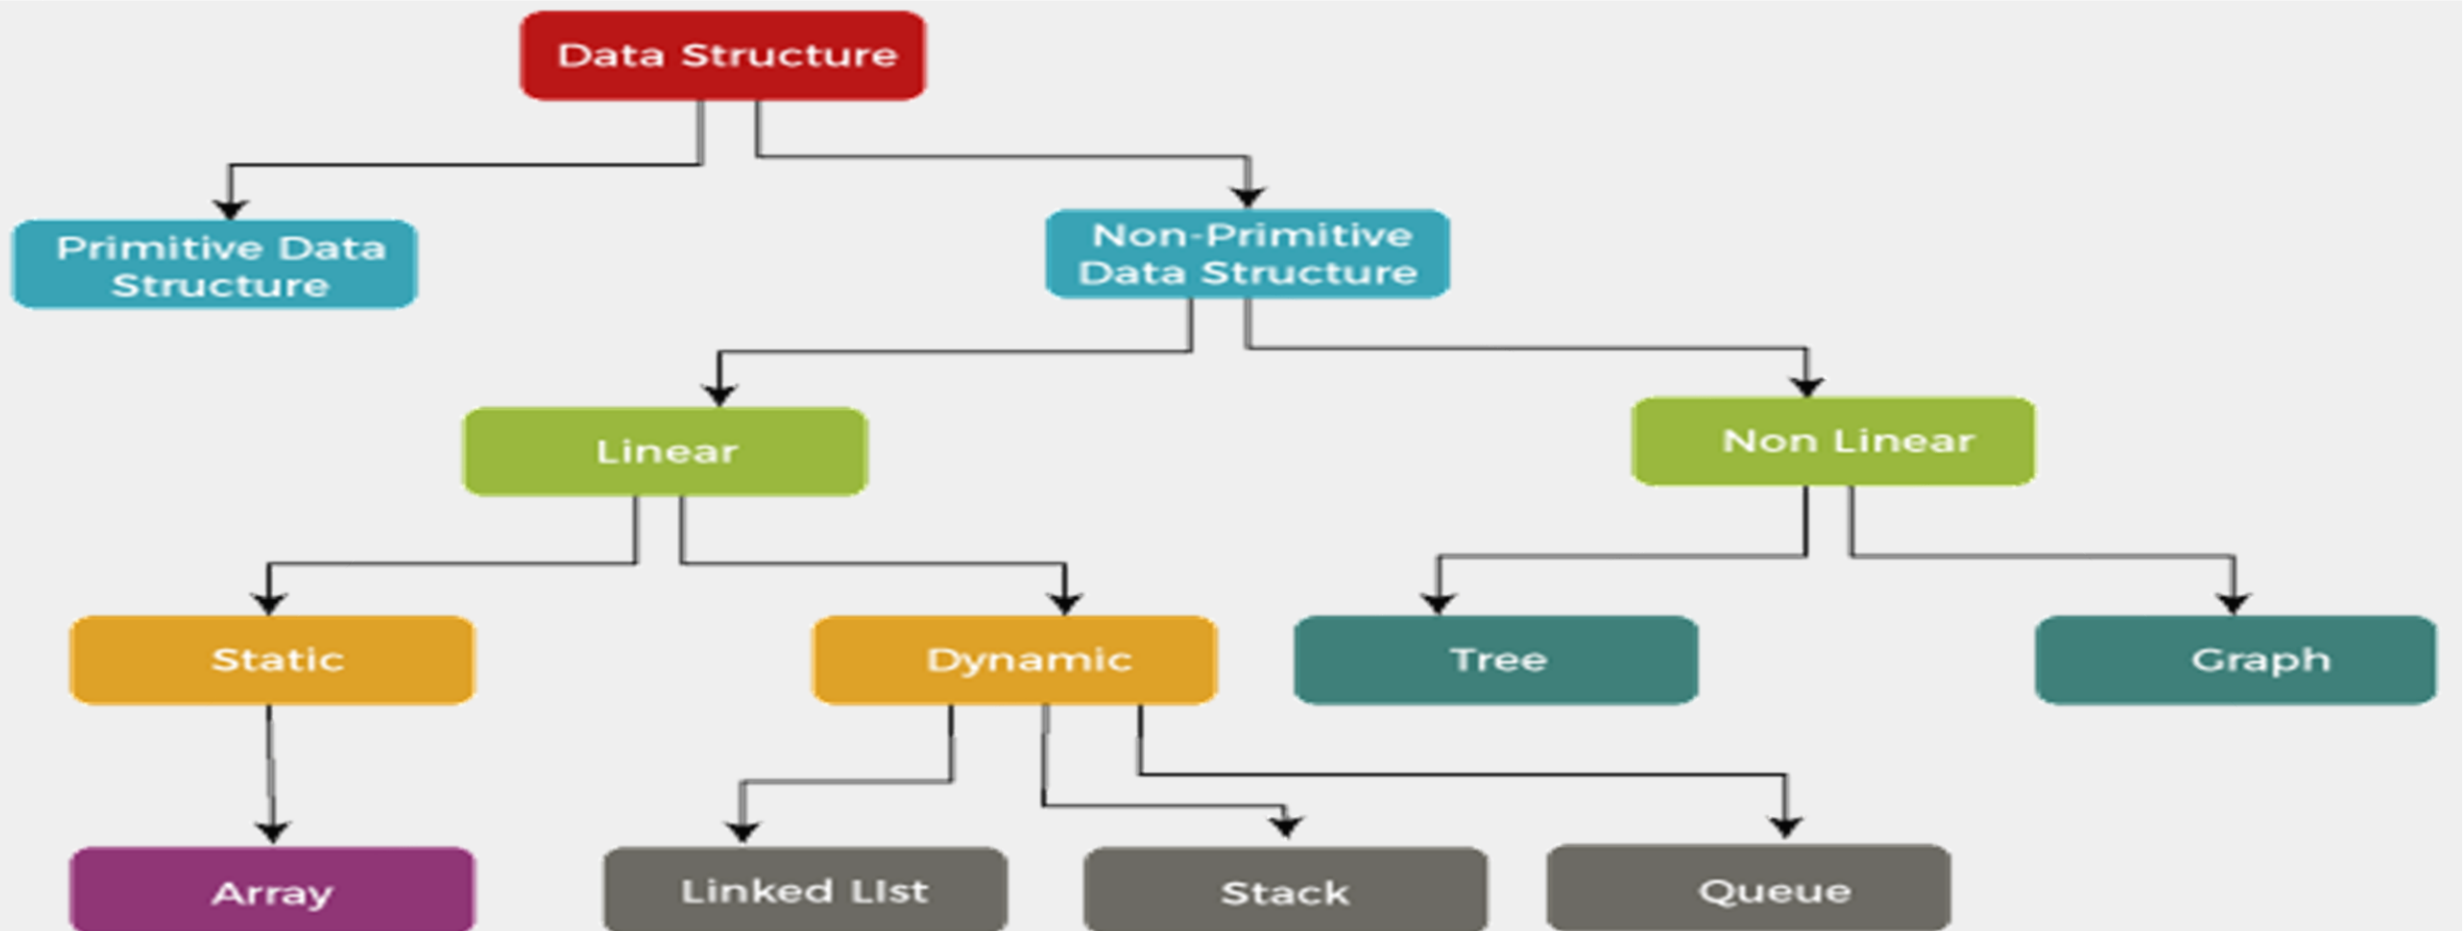 Data Structure
Primitive Data
Structure
Non-Primitive
Data Structure
Linear
Non Linear
Static
Dynamic
Tree
Graph
Array
Linked LIst
Stack
Queue